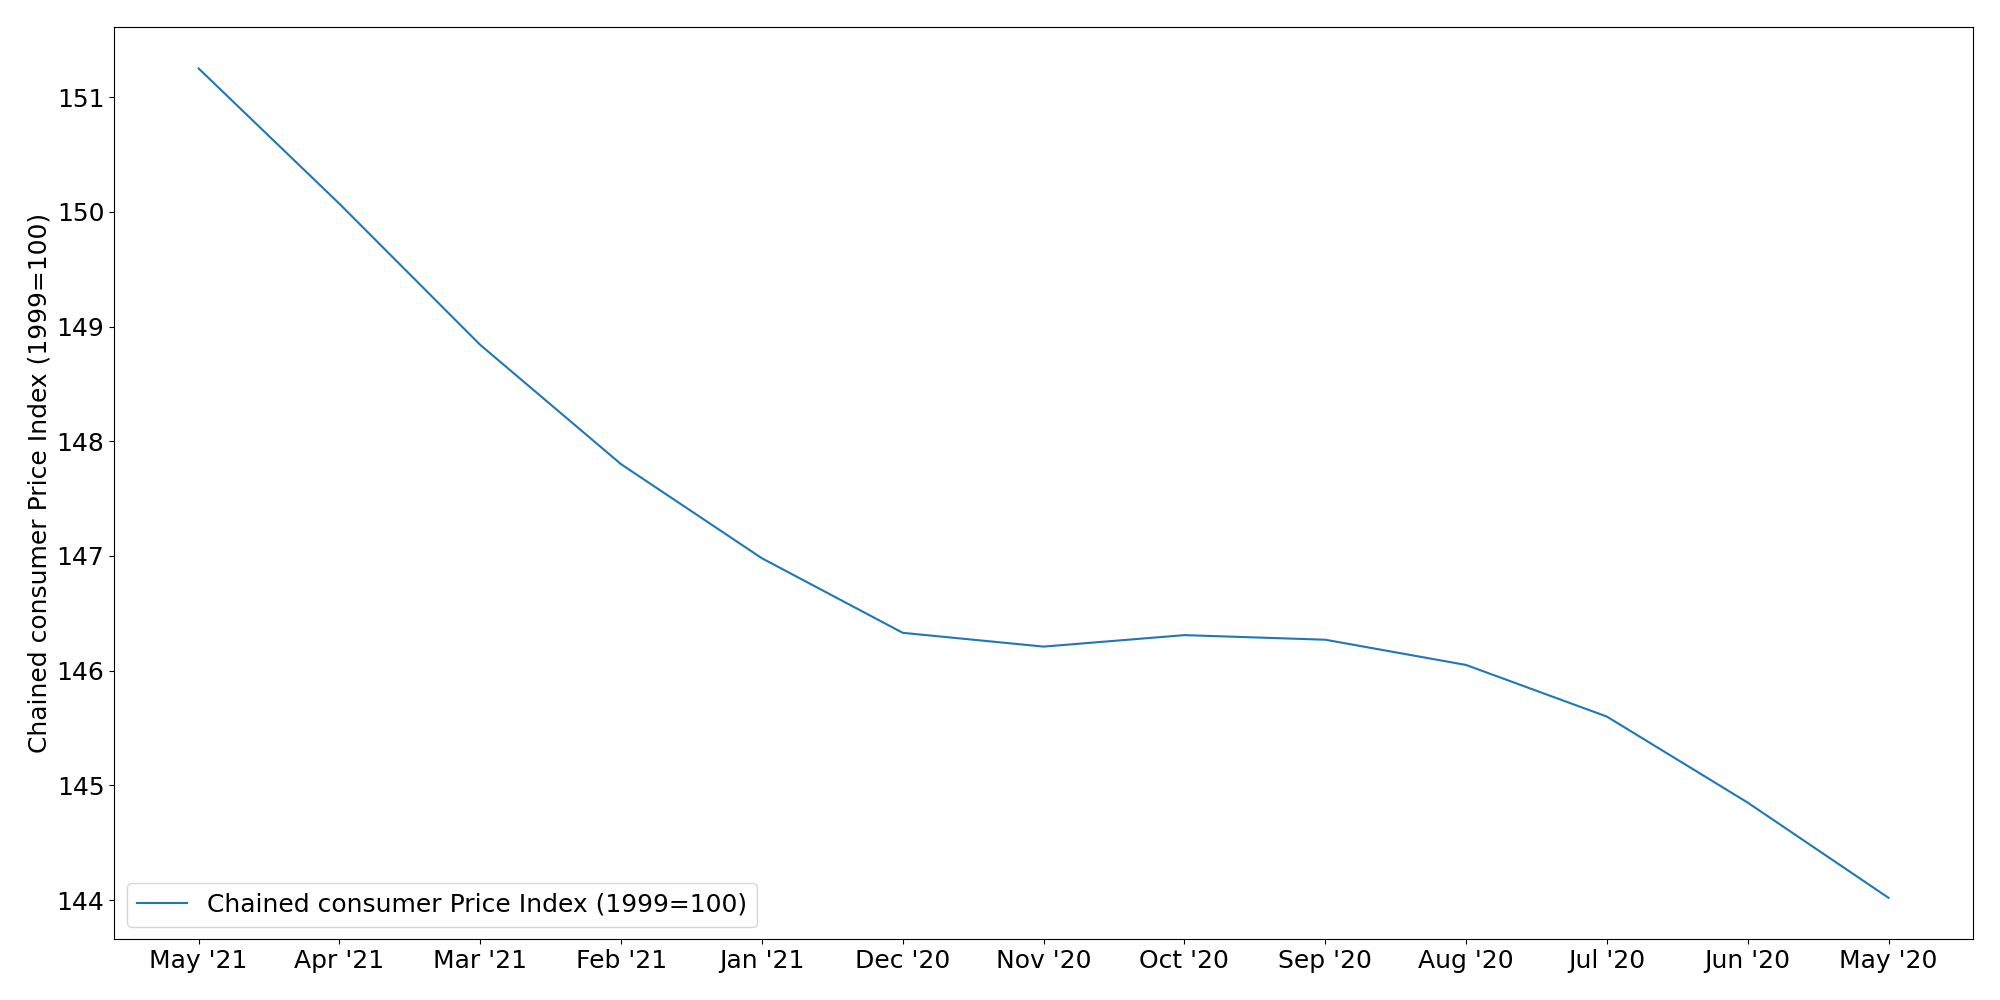 Chained consumer Price Index (1999=100)
151
150
149
148
147
146
145
144
Chained consumer Price Index (1999=100)
May '21 Apr '21 Mar '21 Feb '21 Jan '21 Dec '20 Nov '20 Oct '20 Sep '20 Aug '20 Jul '20 Jun '20 May '20